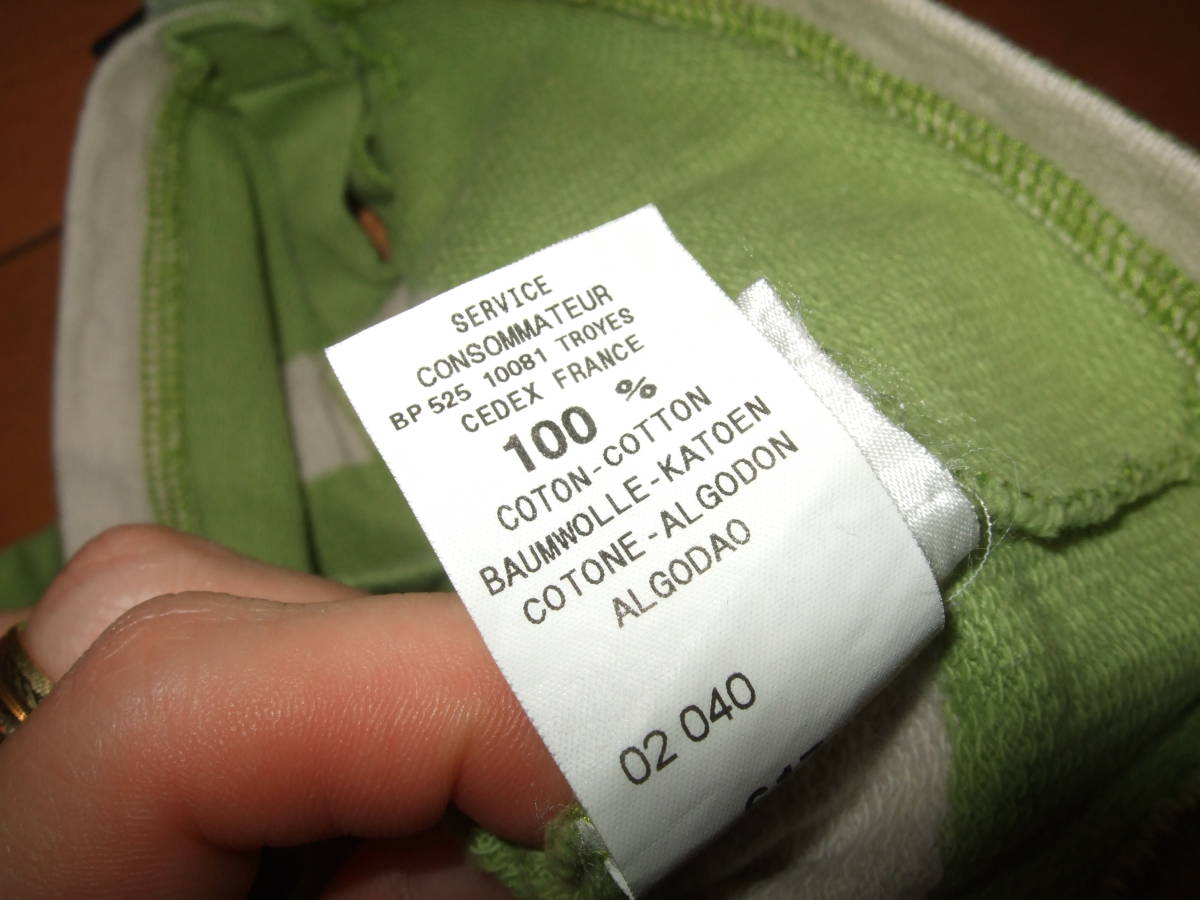 SERVICE
CONSOMMATEUR
BP 525 10081 TROYES
CEDEX FRANCE
100 %
COTON-COTTON
BAUMWOLLE-KATOEN
COTONE-ALGODON
ALGODAO
02 040